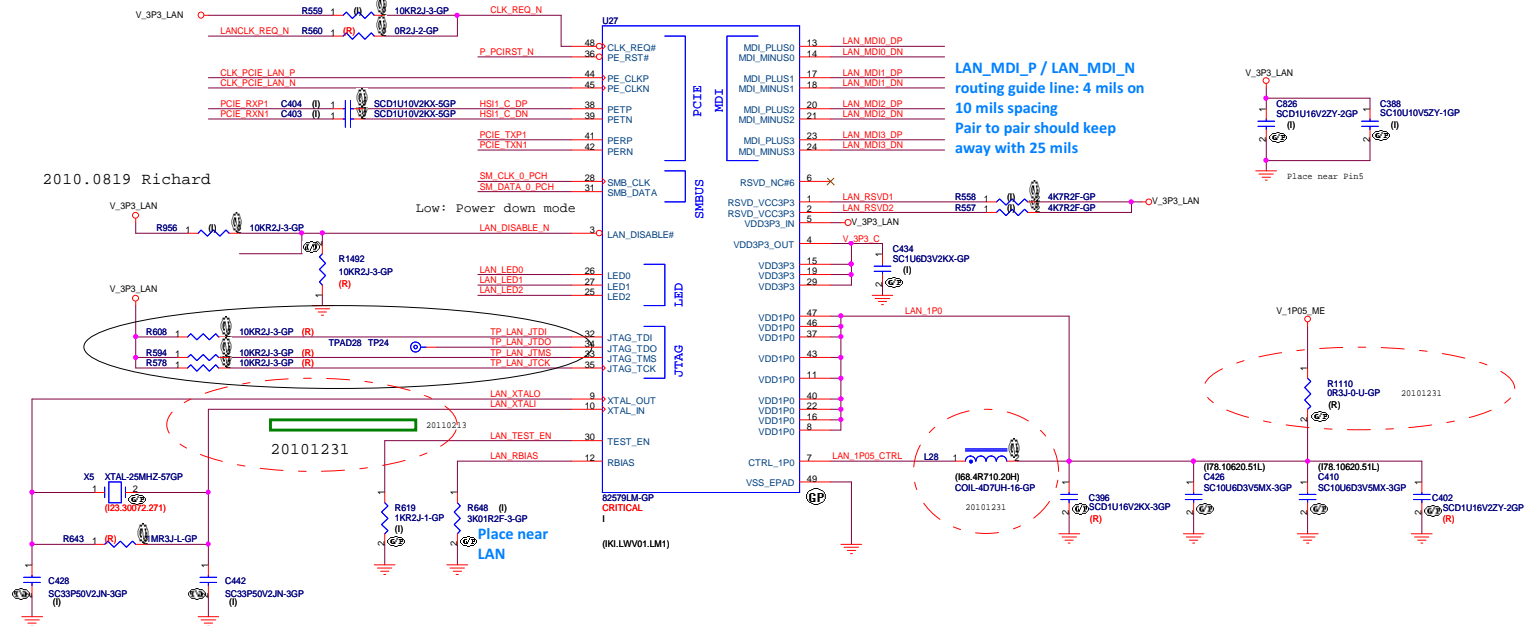 V_3P3_LAN
R559 1 (I) 10KR2J-3-GP CLK_REQ_N
LANCLK_REQ_N R560 1 (R) 0R2J-2-GP
U27
P_PCIRST_N
48 CLK_REQ#
36 PE_RST#
CLK_PCIE_LAN_P 44 PE_CLKP
CLK_PCIE_LAN_N 45 PE_CLKN
PCIE_RXP1 C404 (I) SCD1U10V2KX-5GP HSI1_C_DP 38 PETP
PCIE_RXN1 C403 (I) SCD1U10V2KX-5GP HSI1_C_DN 39 PETN
PCIE_TXP1 41 PERP
PCIE_TXN1 42 PERN
PCIE
MDI
MDI_PLUS0 13 LAN_MDI0_DP
MDI_MINUS0 14 LAN_MDI0_DN
MDI_PLUS1 17 LAN_MDI1_DP
MDI_MINUS1 18 LAN_MDI1_DN
MDI_PLUS2 20 LAN_MDI2_DP
MDI_MINUS2 21 LAN_MDI2_DN
MDI_PLUS3 23 LAN_MDI3_DP
MDI_MINUS3 24 LAN_MDI3_DN
LAN_MDI_P / LAN_MDI_N
routing guide line: 4 mils on
10 mils spacing
Pair to pair should keep
away with 25 mils
V_3P3_LAN
C826
SCD1U16V2ZY-2GP
(I)
C388
SC10U10V5ZY-1GP
(I)
Place near Pin5
2010.0819 Richard
SM_CLK_0_PCH 28 SMB_CLK
SM_DATA_0_PCH 31 SMB_DATA
SMBUS
RSVD_NC#6 6
RSVD_VCC3P3 1 LAN_RSVD1 R558 1 (I) 4K7R2F-GP
V_3P3_LAN
RSVD_VCC3P3 2 LAN_RSVD2 R557 1 (I) 4K7R2F-GP
VDD3P3_IN 5 V_3P3_LAN
VDD3P3_OUT 4 V_3P3_C
C434
SC1U6D3V2KX-GP
(I)
VDD3P3 15
VDD3P3 19
VDD3P3 29
V_3P3_LAN
Low: Power down mode
R956 1 (I) 10KR2J-3-GP LAN_DISABLE_N 3 LAN_DISABLE#
R1492
10KR2J-3-GP
(R)
LAN_LED0 26 LED0
LAN_LED1 27 LED1
LAN_LED2 25 LED2
LED
V_3P3_LAN
R608 1 10KR2J-3-GP (R) TP_LAN_JTDI 32 JTAG_TDI
TPAD28 TP24 TP_LAN_JTDO 34 JTAG_TDO
R594 1 10KR2J-3-GP (R) TP_LAN_JTMS 33 JTAG_TMS
R578 1 10KR2J-3-GP (R) TP_LAN_JTCK 35 JTAG_TCK
JTAG
VDD1P0 47 LAN_1P0
VDD1P0 46
VDD1P0 37
VDD1P0 43
VDD1P0 11
VDD1P0 40
VDD1P0 22
VDD1P0 16
VDD1P0 8
V_1P05_ME
R1110
0R3J-0-U-GP
(R)
20101231
LAN_XTALO 9 XTAL_OUT
LAN_XTALI 10 XTAL_IN
20110213
20101231
LAN_TEST_EN 30 TEST_EN
LAN_RBIAS 12 RBIAS
CTRL_1P0 7 LAN_1P05_CTRL L28 1
VSS_EPAD 49
(I68.4R710.20H)
COIL-4D7UH-16-GP
20101231
X5 XTAL-25MHZ-57GP
1 2
(I23.30072.271)
R643 1 (R) 1MR3J-L-GP
C428
SC33P50V2JN-3GP
(I)
C442
SC33P50V2JN-3GP
(I)
R619
1KR2J-1-GP
(I)
R648 (I)
3K01R2F-3-GP
Place near
LAN
82579LM-GP
CRITICAL
I
(IKI.LWV01.LM1)
GP
C396
SCD1U16V2KX-3GP
(R)
(I78.10620.51L)
C426
SC10U6D3V5MX-3GP
(I78.10620.51L)
C410
SC10U6D3V5MX-3GP
C402
SCD1U16V2ZY-2GP
(R)